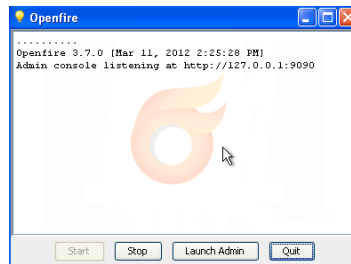 Openfire
..........
Openfire 3.7.0 [Mar 11, 2012 2:25:28 PM]
Admin console listening at http://127.0.0.1:9090
Start Stop Launch Admin Quit